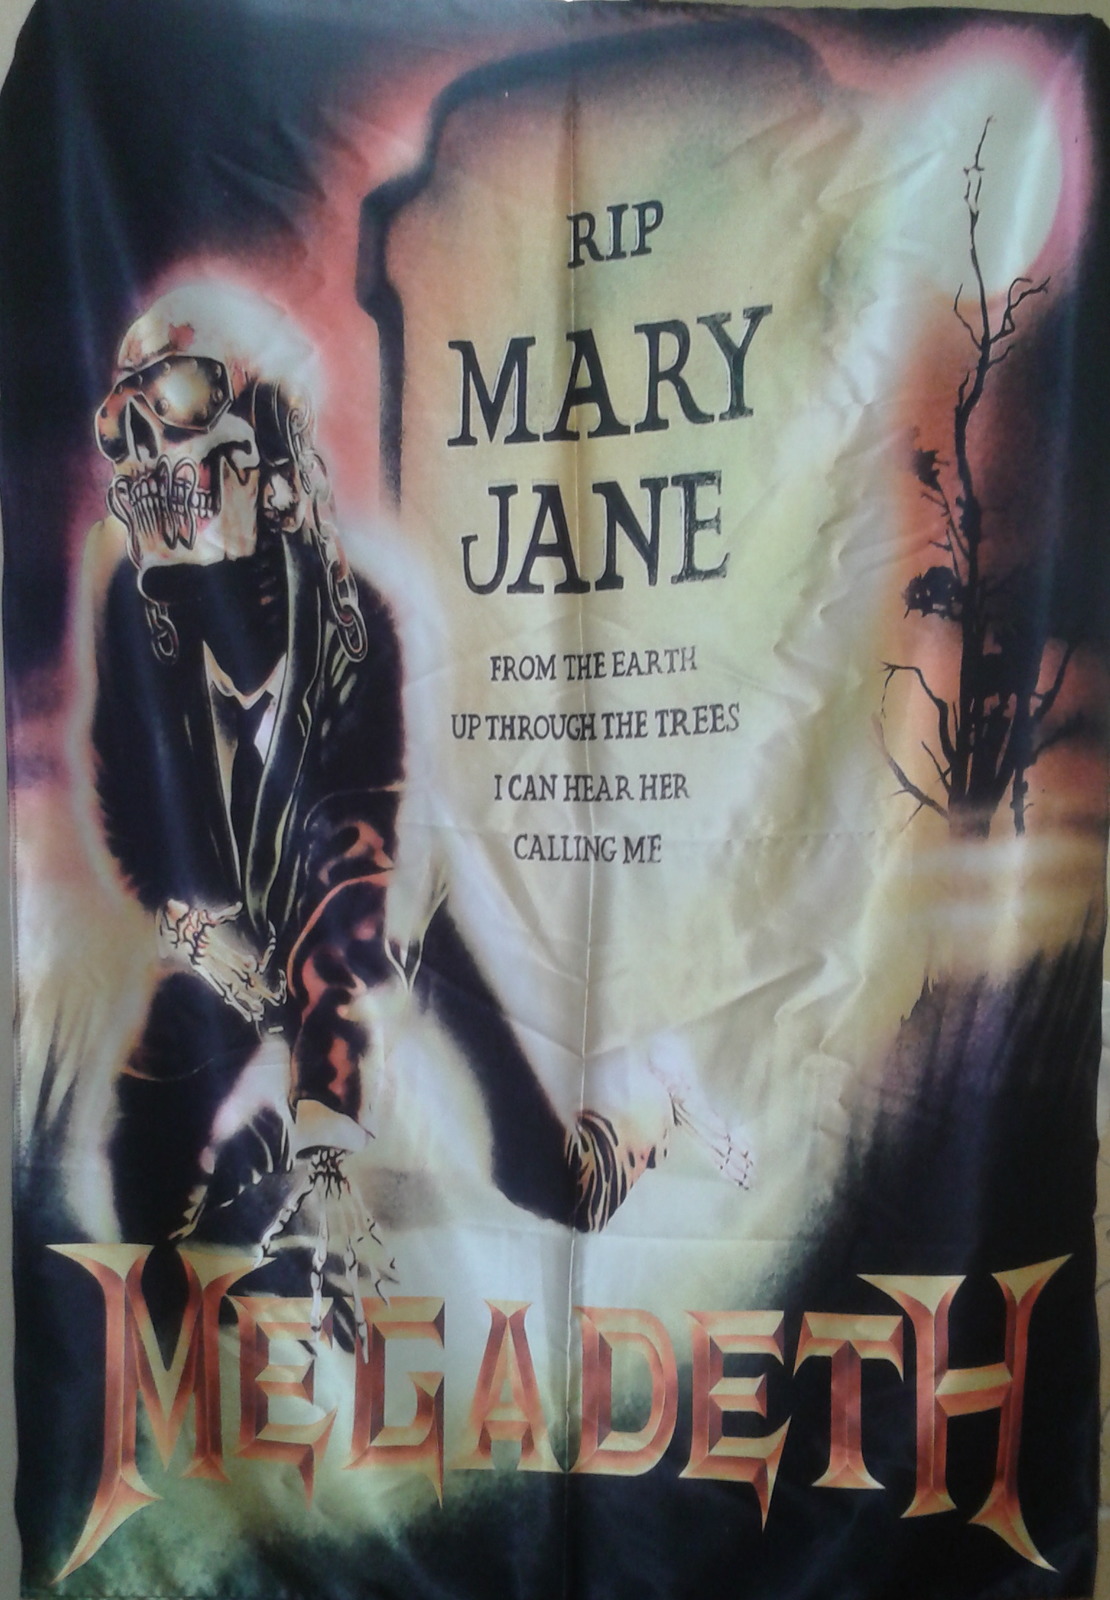 RIP
MARY
JANE
FROM THE EARTH
UP THROUGH THE TREES
I CAN HEAR HER
CALLING ME
MEGADETH